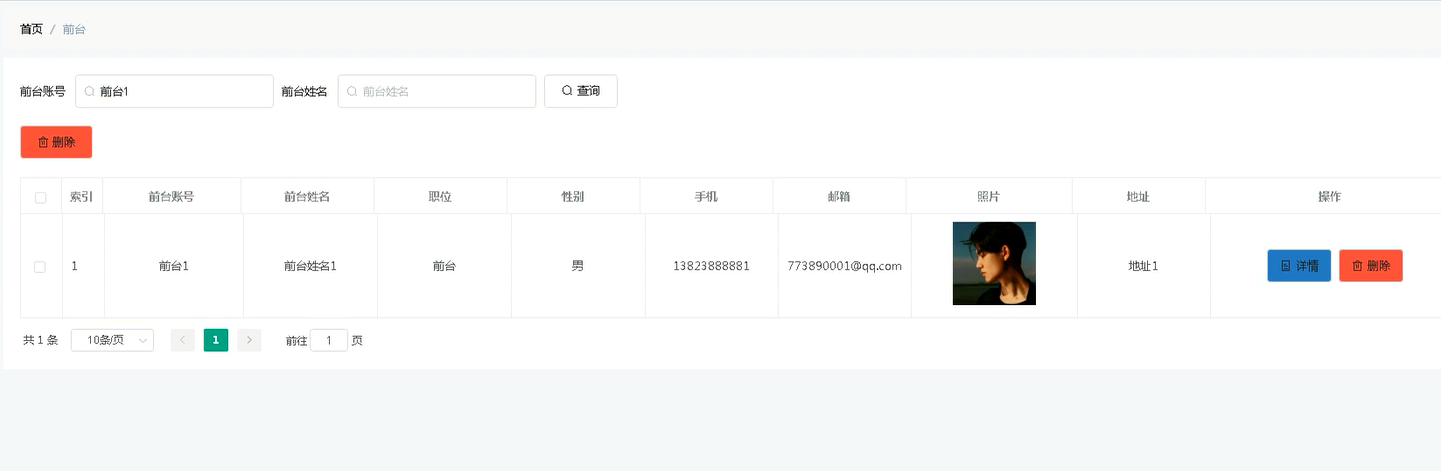 首页 / 前台
前台账号 前台1 前台姓名 前台姓名 查询
删除
索引 前台账号 前台姓名 职位 性别 手机 邮箱 照片 地址 操作
1 前台1 前台姓名1 前台 男 13823888881 773890001@qq.com 地址1 详情 删除
共 1 条 10条/页 1 前往 1 页